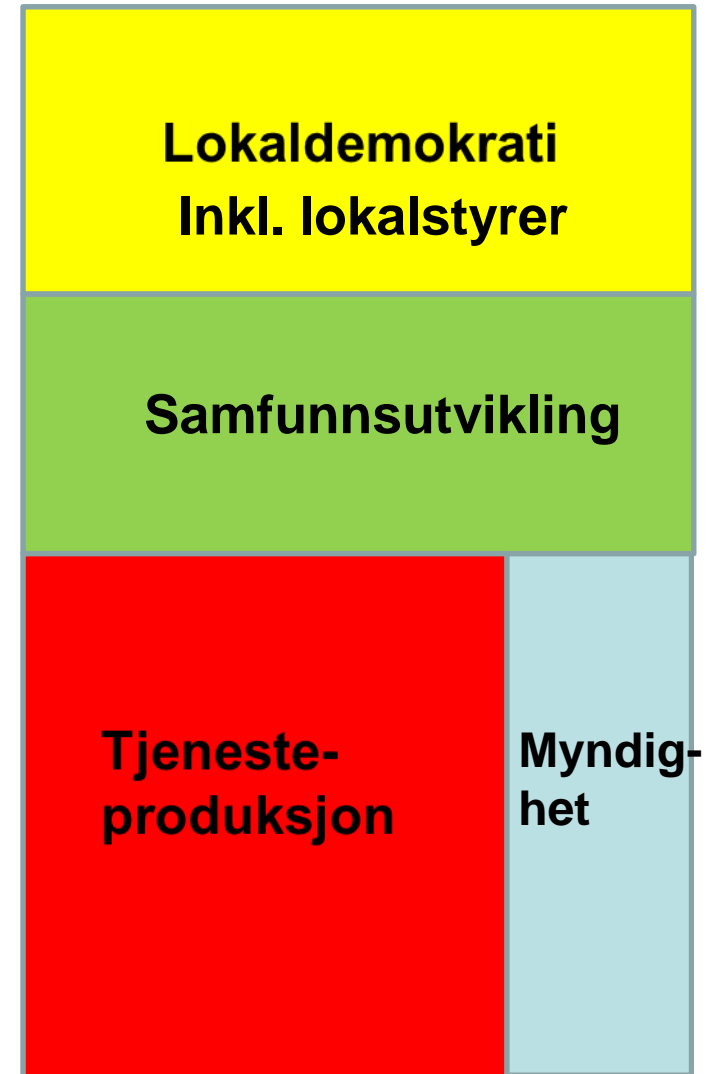 Lokaldemokrati
Inkl. lokalstyrer
Samfunnsutvikling
Tjeneste-
produksjon
Myndig-
het